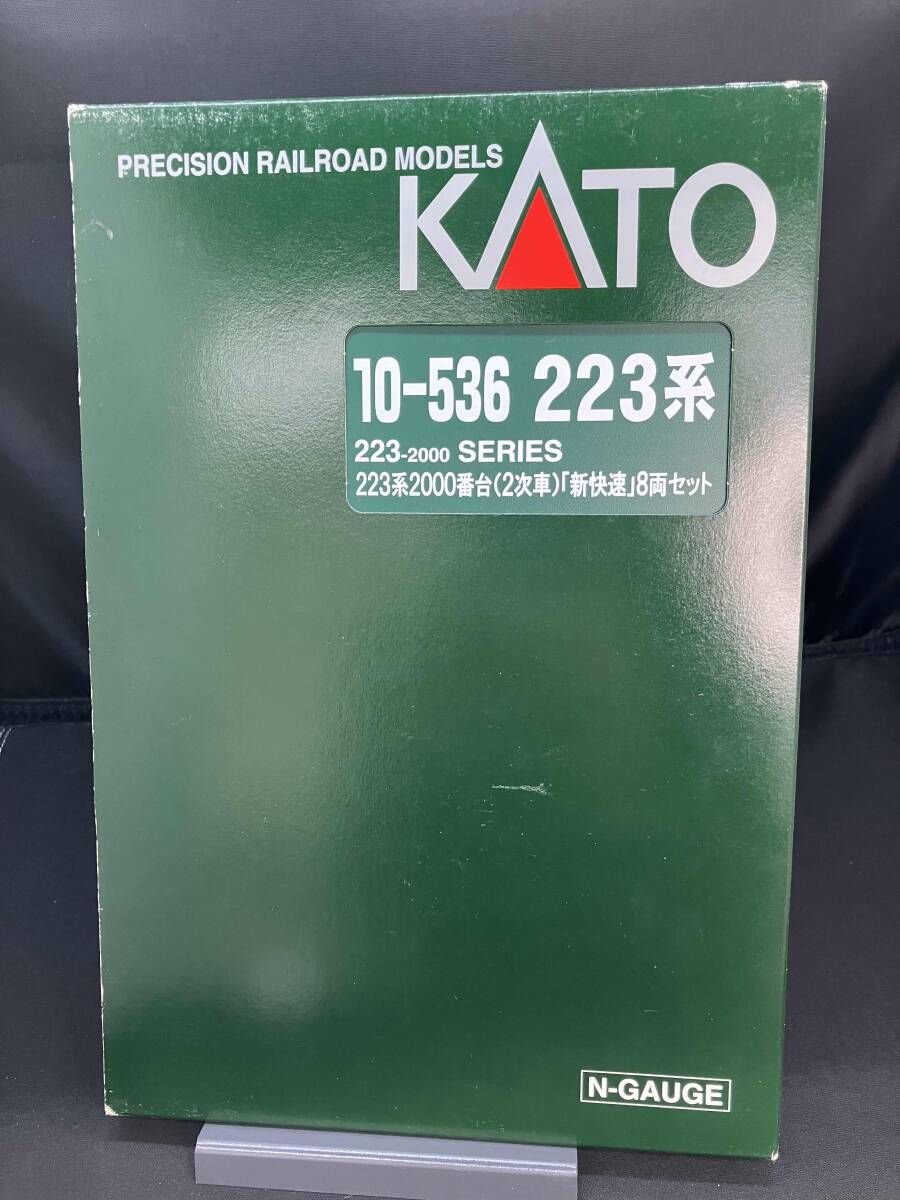 PRECISION RAILROAD MODELS
KATO
10-536 223系
223-2000 SERIES
223系2000番台(2次車)「新快速」8両セット
N-GAUGE